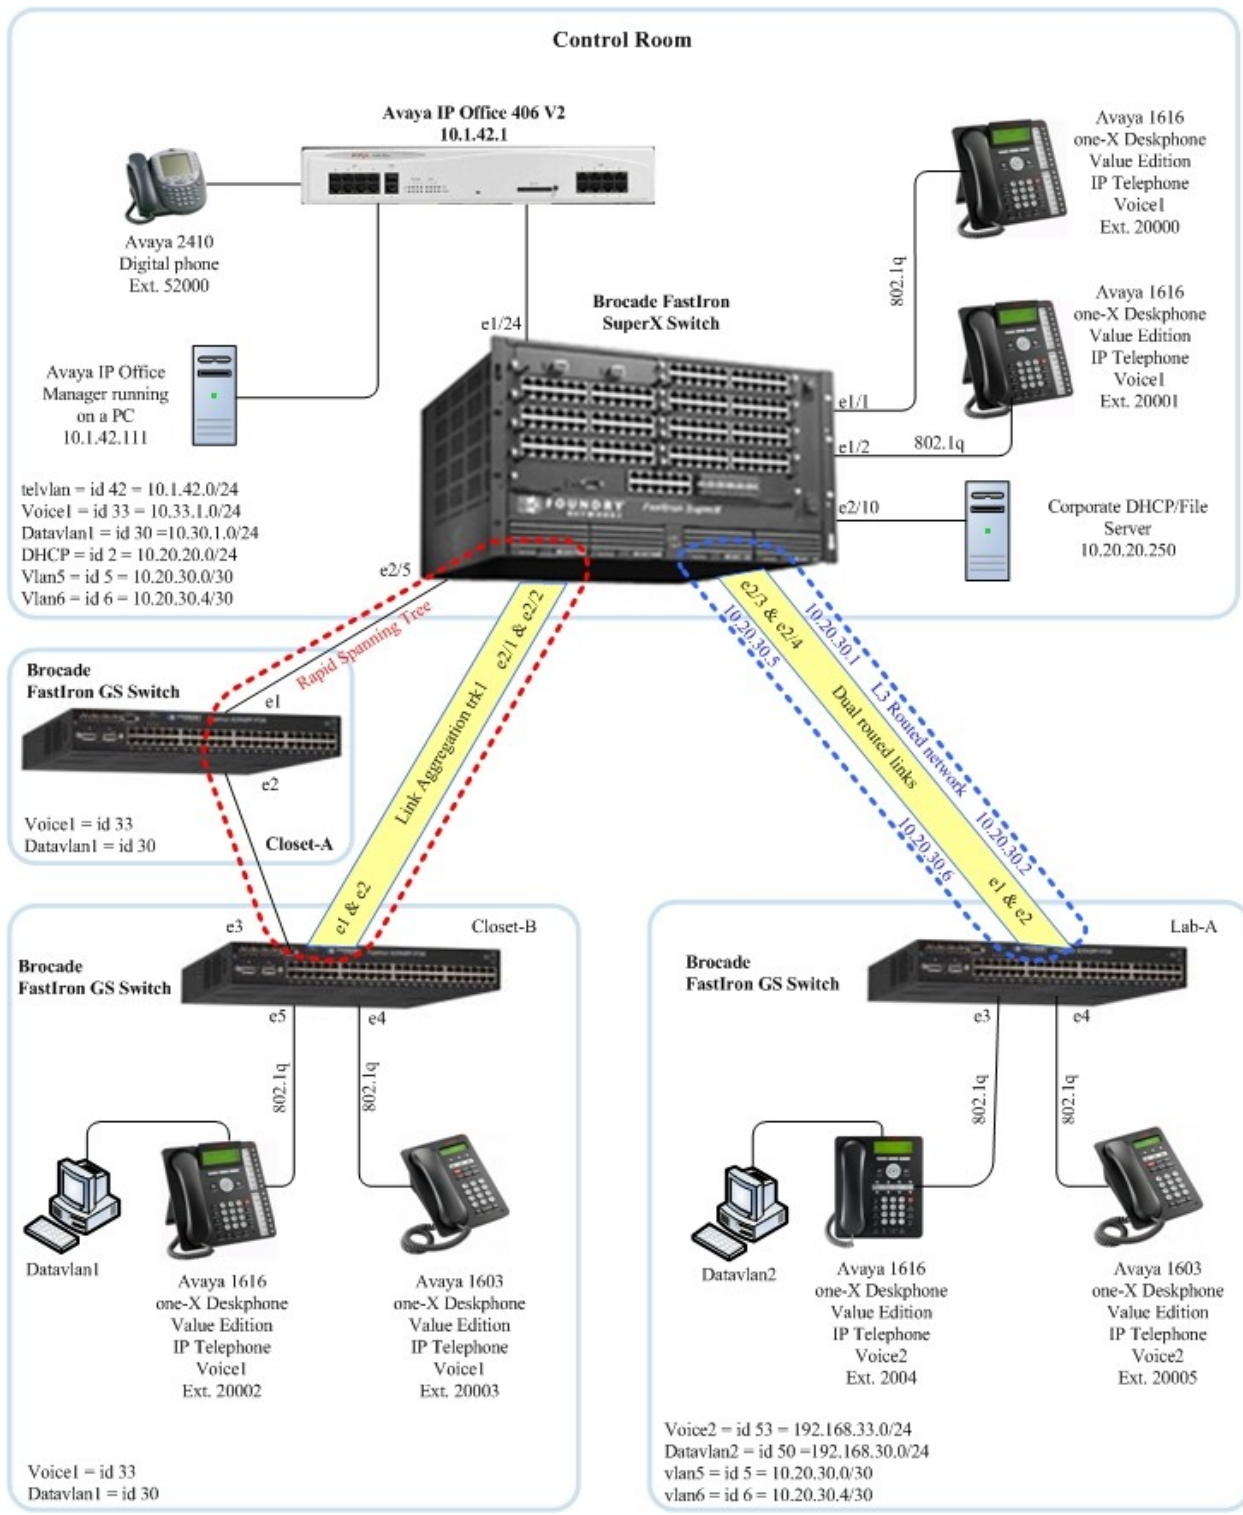 Control Room
Avaya IP Office 406 V2
10.1.42.1
Avaya 2410
Digital phone
Ext. 52000
Avaya 1616
one-X Deskphone
Value Edition
IP Telephone
Voice1
Ext. 20000
802.1q
Brocade FastIron
SuperX Switch
e1/24
Avaya IP Office
Manager running
on a PC
10.1.42.111
Avaya 1616
one-X Deskphone
Value Edition
IP Telephone
Voice1
Ext. 20001
e1/1
e1/2
802.1q
e2/10
Corporate DHCP/File
Server
10.20.20.250
FOUNDRY
NETWORKS
FastIron SuperX
telvlan = id 42 = 10.1.42.0/24
Voice1 = id 33 = 10.33.1.0/24
Datavlan1 = id 30 =10.30.1.0/24
DHCP = id 2 = 10.20.20.0/24
Vlan5 = id 5 = 10.20.30.0/30
Vlan6 = id 6 = 10.20.30.4/30
e2/5
Rapid Spanning Tree
e2/1 & e2/2
Link Aggregation trk1
e1 & e2
e2/3 & e2/4
Dual routed links
e1 & e2
10.20.30.1
L3 Routed network
10.20.30.2
10.20.30.5
10.20.30.6
Brocade
FastIron GS Switch
e1
e2
Voice1 = id 33
Datavlan1 = id 30
Closet-A
e3
Closet-B
Brocade
FastIron GS Switch
e5
e4
802.1q
802.1q
Datavlan1
Avaya 1616
one-X Deskphone
Value Edition
IP Telephone
Voice1
Ext. 20002
Avaya 1603
one-X Deskphone
Value Edition
IP Telephone
Voice1
Ext. 20003
Voice1 = id 33
Datavlan1 = id 30
Lab-A
Brocade
FastIron GS Switch
e3
e4
802.1q
802.1q
Datavlan2
Avaya 1616
one-X Deskphone
Value Edition
IP Telephone
Voice2
Ext. 2004
Avaya 1603
one-X Deskphone
Value Edition
IP Telephone
Voice2
Ext. 20005
Voice2 = id 53 = 192.168.33.0/24
Datavlan2 = id 50 =192.168.30.0/24
vlan5 = id 5 = 10.20.30.0/30
vlan6 = id 6 = 10.20.30.4/30